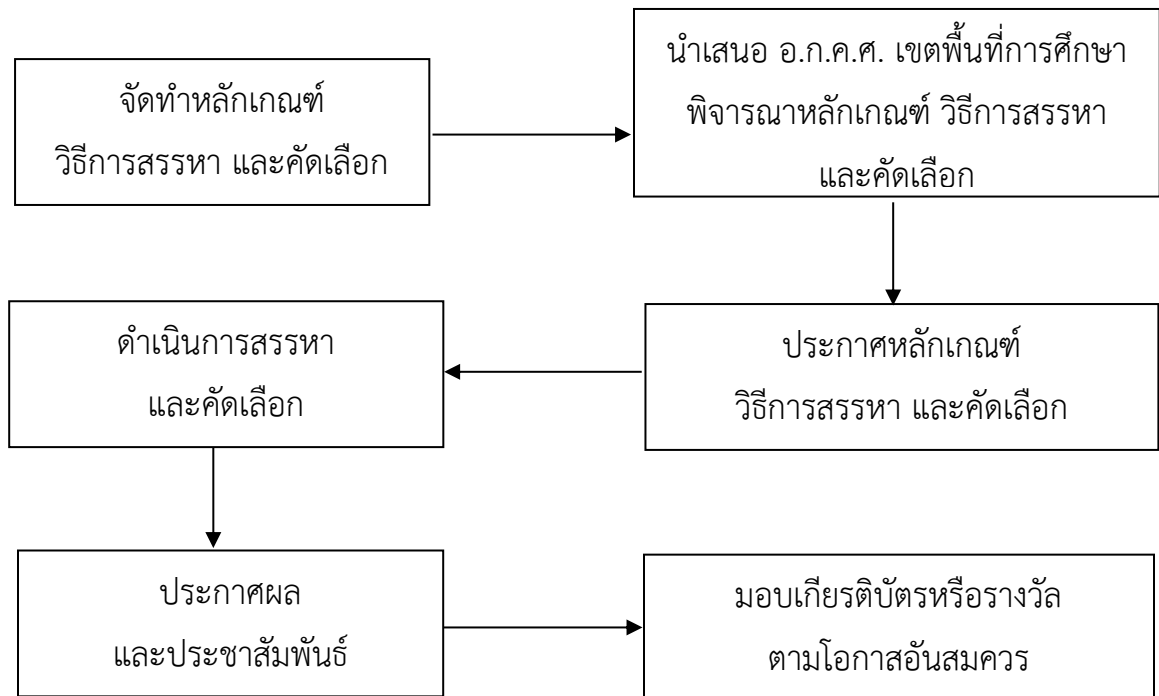 จัดทำหลักเกณฑ์
วิธีการสรรหา และคัดเลือก
นำเสนอ อ.ก.ค.ศ. เขตพื้นที่การศึกษา
พิจารณาหลักเกณฑ์ วิธีการสรรหา
และคัดเลือก
ประกาศหลักเกณฑ์
วิธีการสรรหา และคัดเลือก
ดำเนินการสรรหา
และคัดเลือก
ประกาศผล
และประชาสัมพันธ์
มอบเกียรติบัตรหรือรางวัล
ตามโอกาสอันสมควร